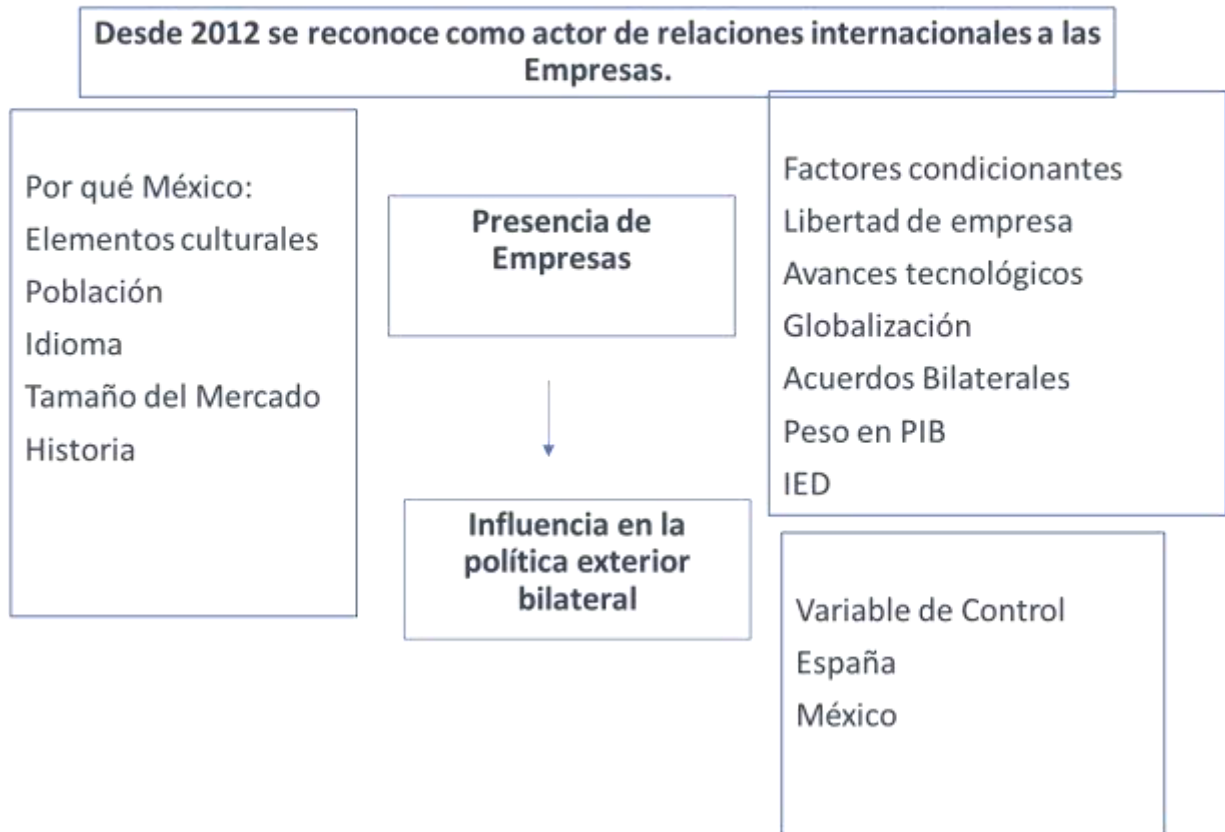 Desde 2012 se reconoce como actor de relaciones internacionales a las
Empresas.
Por qué México:
Elementos culturales
Población
Idioma
Tamaño del Mercado
Historia
Presencia de
Empresas
Influencia en la
política exterior
bilateral
Factores condicionantes
Libertad de empresa
Avances tecnológicos
Globalización
Acuerdos Bilaterales
Peso en PIB
IED
Variable de Control
España
México